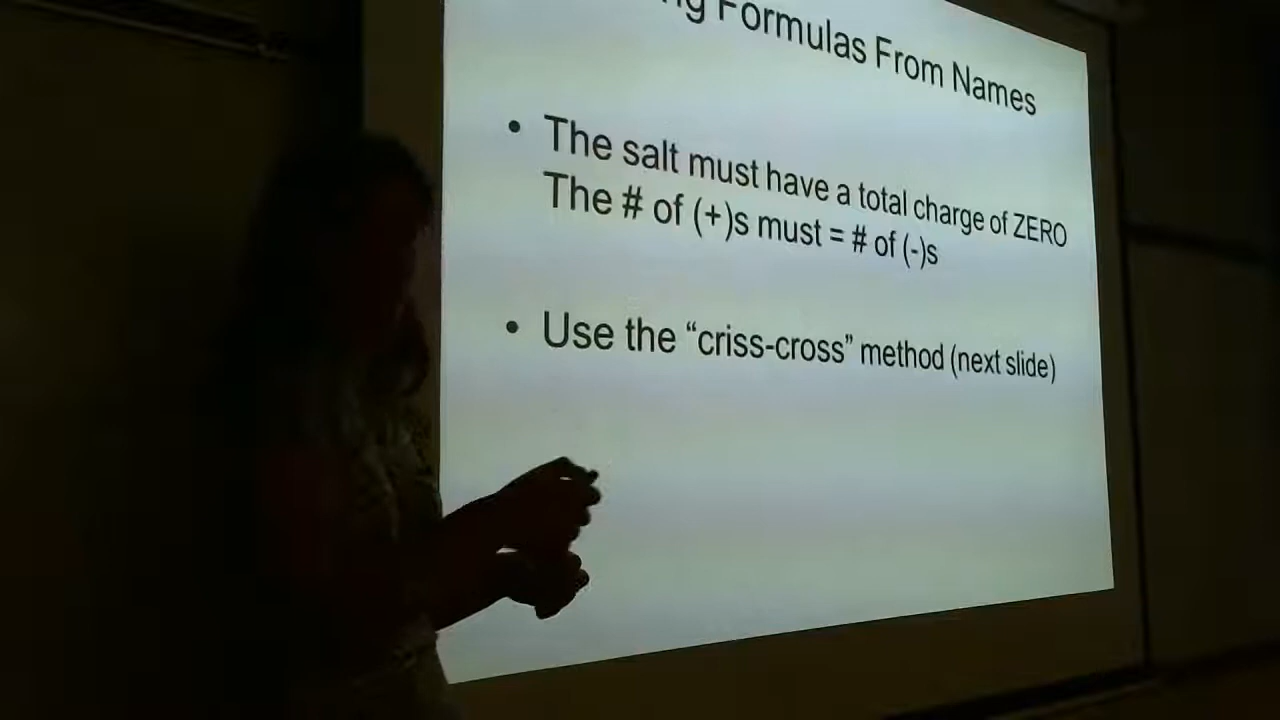 Formulas From Names
• The salt must have a total charge of ZERO
The # of (+)s must = # of (-)s
• Use the “criss-cross” method (next slide)